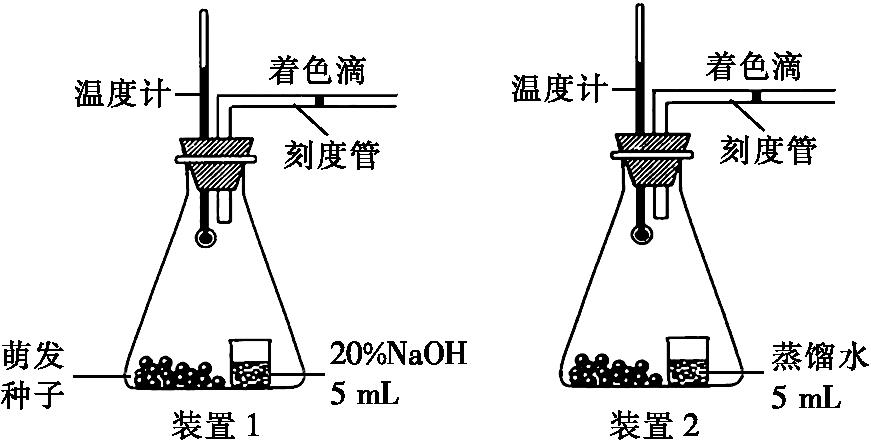 着色滴
温度计
刻度管
萌发
种子
20%NaOH
5 mL
装置1
着色滴
温度计
刻度管
蒸馏水
5 mL
装置2